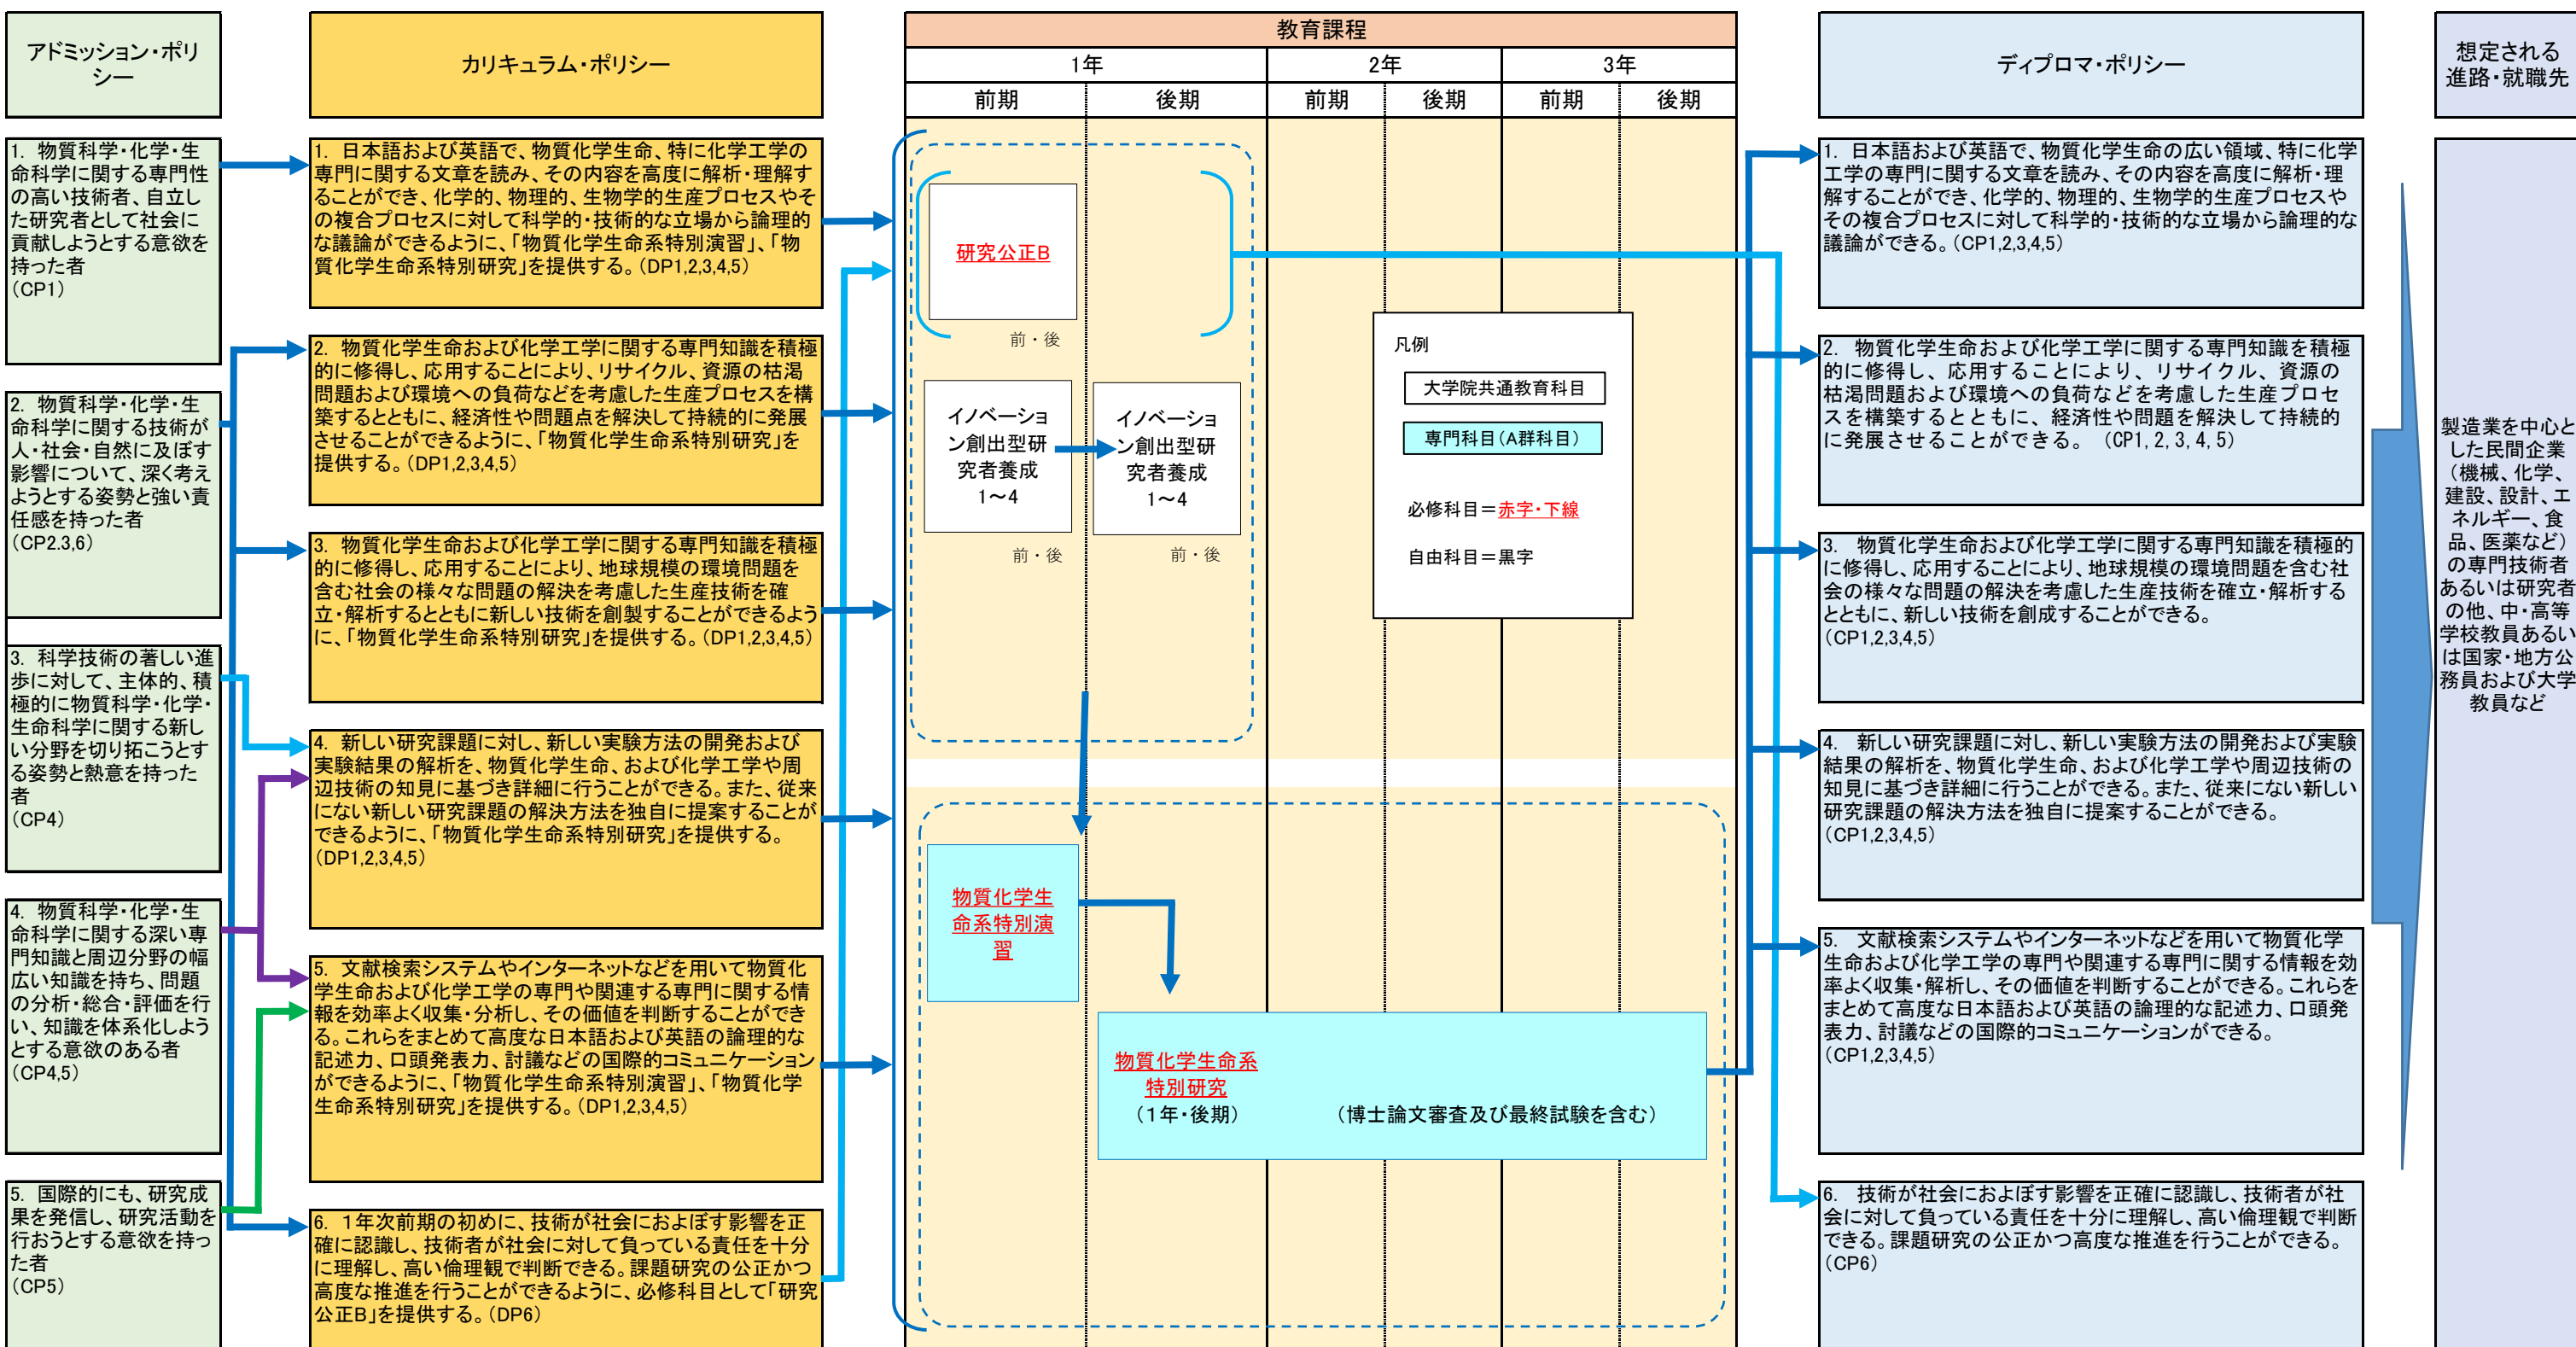 アドミッション・ポリ
シー
1. 物質科学・化学・生
命科学に関する専門性
の高い技術者、自立し
た研究者として社会に
貢献しようとする意欲を
持った者
(CP1)
2. 物質科学・化学・生
命科学に関する技術が
人・社会・自然に及ぼす
影響について、深く考え
ようとする姿勢と強い責
任感を持った者
(CP2.3,6)
3. 科学技術の著しい進
歩に対して、主体的、積
極的に物質科学・化学・
生命科学に関する新し
い分野を切り拓こうとす
る姿勢と熱意を持った
者
(CP4)
4. 物質科学・化学・生
命科学に関する深い専
門知識と周辺分野の幅
広い知識を持ち、問題
の分析・総合・評価を行
い、知識を体系化しよう
とする意欲のある者
(CP4,5)
5. 国際的にも、研究成
果を発信し、研究活動を
行おうとする意欲を持っ
た者
(CP5)
カリキュラム・ポリシー
1. 日本語および英語で、物質化学生命、特に化学工学の
専門に関する文章を読み、その内容を高度に解析・理解す
ることができ、化学的、物理的、生物学的生産プロセスやそ
の複合プロセスに対して科学的・技術的な立場から論理的
な議論ができるように、「物質化学生命系特別演習」、「物
質化学生命系特別研究」を提供する。(DP1,2,3,4,5)
2. 物質化学生命および化学工学に関する専門知識を積極
的に修得し、応用することにより、リサイクル、資源の枯渇
問題および環境への負荷などを考慮した生産プロセスを構
築するとともに、経済性や問題点を解決して持続的に発展
させることができるように、「物質化学生命系特別研究」を
提供する。(DP1,2,3,4,5)
3. 物質化学生命および化学工学に関する専門知識を積極
的に修得し、応用することにより、地球規模の環境問題を
含む社会の様々な問題の解決を考慮した生産技術を確
立・解析するとともに新しい技術を創製することができるよう
に、「物質化学生命系特別研究」を提供する。(DP1,2,3,4,5)
4. 新しい研究課題に対し、新しい実験方法の開発および
実験結果の解析を、物質化学生命、および化学工学や周
辺技術の知見に基づき詳細に行うことができる。また、従来
にない新しい研究課題の解決方法を独自に提案することが
できるように、「物質化学生命系特別研究」を提供する。
(DP1,2,3,4,5)
5. 文献検索システムやインターネットなどを用いて物質化
学生命および化学工学の専門や関連する専門に関する情
報を効率よく収集・分析し、その価値を判断することができ
る。これらをまとめて高度な日本語および英語の論理的な
記述力、口頭発表力、討議などの国際的コミュニケーション
ができるように、「物質化学生命系特別演習」、「物質化学
生命系特別研究」を提供する。(DP1,2,3,4,5)
6. 1年次前期の初めに、技術が社会におよぼす影響を正
確に認識し、技術者が社会に対して負っている責任を十分
に理解し、高い倫理観で判断できる。課題研究の公正かつ
高度な推進を行うことができるように、必修科目として「研究
公正B」を提供する。(DP6)
教育課程
1年 2年 3年
前期 後期 前期 後期 前期 後期
研究公正B
前・後
イノベーショ
ン創出型研
究者養成
1～4
前・後
イノベーショ
ン創出型研
究者養成
1～4
前・後
凡例
大学院共通教育科目
専門科目(A群科目)
必修科目＝赤字・下線
自由科目＝黒字
物質化学生
命系特別演
習
物質化学生命系
特別研究
(1年・後期) (博士論文審査及び最終試験を含む)
ディプロマ・ポリシー
1. 日本語および英語で、物質化学生命の広い領域、特に化学
工学の専門に関する文章を読み、その内容を高度に解析・理
解することができ、化学的、物理的、生物学的生産プロセスや
その複合プロセスに対して科学的・技術的な立場から論理的な
議論ができる。(CP1,2,3,4,5)
2. 物質化学生命および化学工学に関する専門知識を積極
的に修得し、応用することにより、リサイクル、資源の
枯渇問題および環境への負荷などを考慮した生産プロセ
スを構築するとともに、経済性や問題を解決して持続的
に発展させることができる。 (CP1, 2, 3, 4, 5)
3. 物質化学生命および化学工学に関する専門知識を積極的
に修得し、応用することにより、地球規模の環境問題を含む社
会の様々な問題の解決を考慮した生産技術を確立・解析する
とともに、新しい技術を創成することができる。
(CP1,2,3,4,5)
4. 新しい研究課題に対し、新しい実験方法の開発および実験
結果の解析を、物質化学生命、および化学工学や周辺技術の
知見に基づき詳細に行うことができる。また、従来にない新しい
研究課題の解決方法を独自に提案することができる。
(CP1,2,3,4,5)
5. 文献検索システムやインターネットなどを用いて物質化学
生命および化学工学の専門や関連する専門に関する情報を効
率よく収集・解析し、その価値を判断することができる。これらを
まとめて高度な日本語および英語の論理的な記述力、口頭発
表力、討議などの国際的コミュニケーションができる。
(CP1,2,3,4,5)
6. 技術が社会におよぼす影響を正確に認識し、技術者が社
会に対して負っている責任を十分に理解し、高い倫理観で判断
できる。課題研究の公正かつ高度な推進を行うことができる。
(CP6)
想定される
進路・就職先
製造業を中心と
した民間企業
(機械、化学、
建設、設計、エ
ネルギー、食
品、医薬など)
の専門技術者
あるいは研究者
の他、中・高等
学校教員あるい
は国家・地方公
務員および大学
教員など